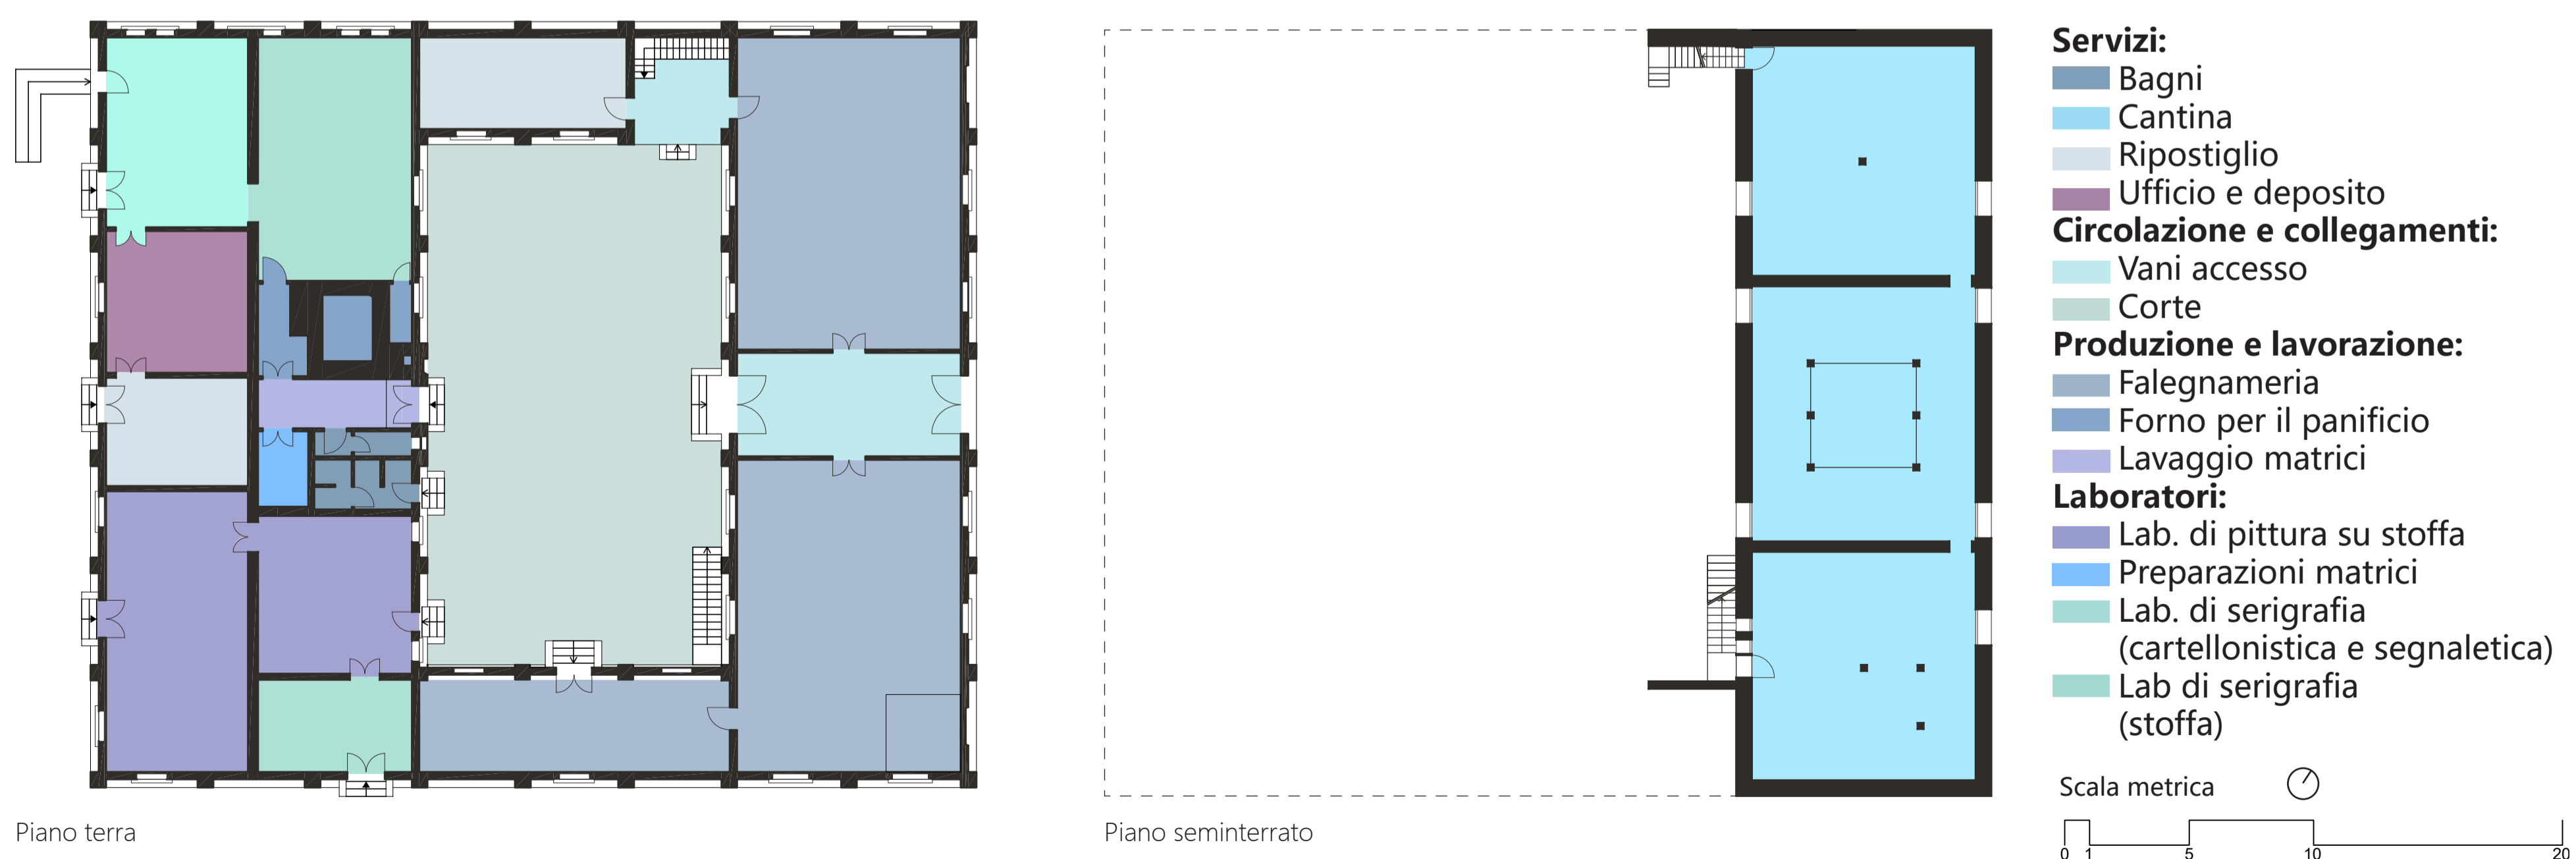 Piano terra
Piano seminterrato
Servizi:
Bagni
Cantina
Ripostiglio
Ufficio e deposito
Circolazione e collegamenti:
Vani accesso
Corte
Produzione e lavorazione:
Falegnameria
Forno per il panificio
Lavaggio matrici
Laboratori:
Lab. di pittura su stoffa
Preparazioni matrici
Lab. di serigrafia
(cartellonistica e segnaletica)
Lab di serigrafia
(stoffa)
Scala metrica
0 1 5 10 20